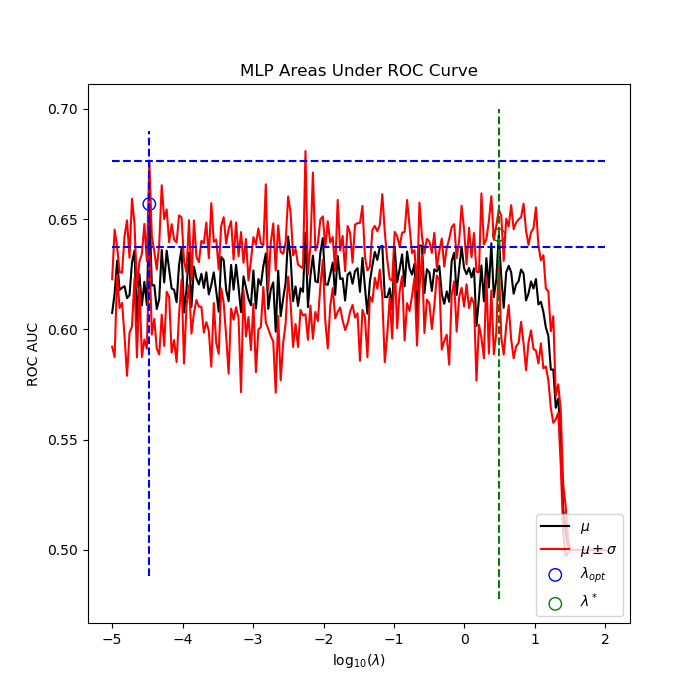 MLP Areas Under ROC Curve
0.70
0.65
0.60
0.55
0.50
ROC AUC
μ
μ ± σ
λ_opt
λ*
−5 −4 −3 −2 −1 0 1 2
log₁₀(λ)